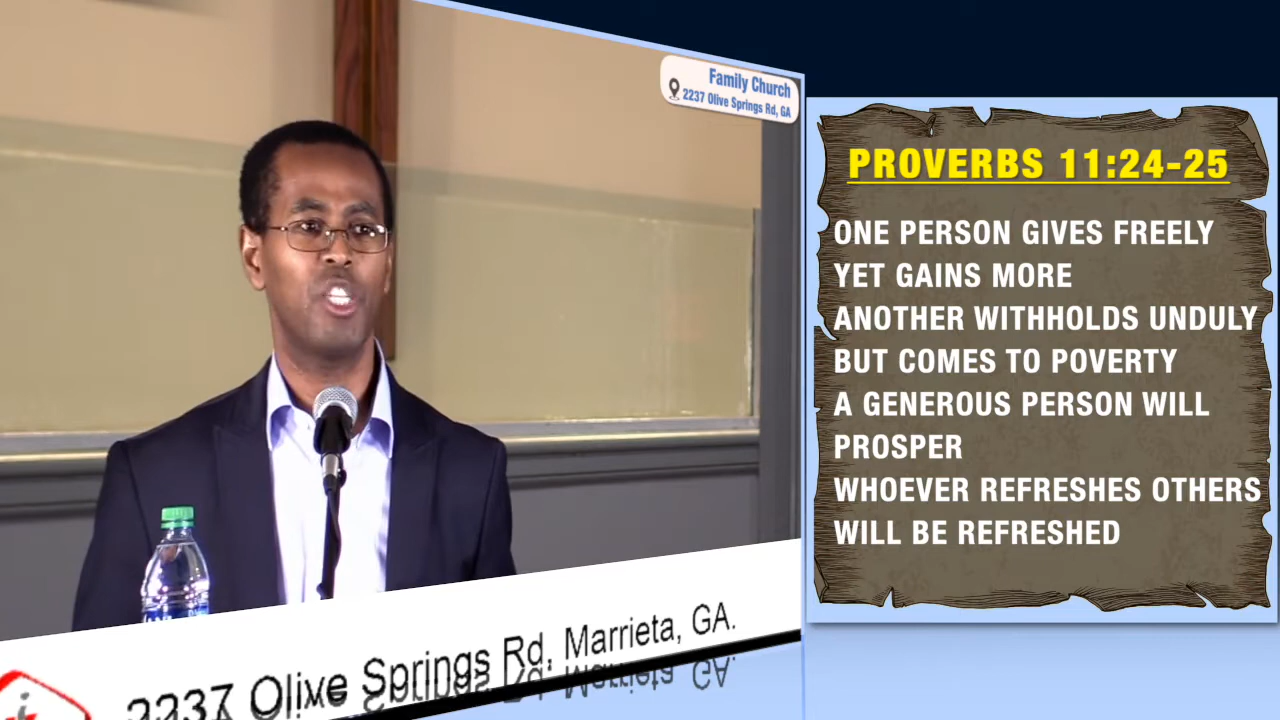 Family Church
2237 Olive Springs Rd, GA
PROVERBS 11:24-25
ONE PERSON GIVES FREELY
YET GAINS MORE
ANOTHER WITHHOLDS UNDULY
BUT COMES TO POVERTY
A GENEROUS PERSON WILL
PROSPER
WHOEVER REFRESHES OTHERS
WILL BE REFRESHED
2237 Olive Springs Rd, Marrieta, GA.